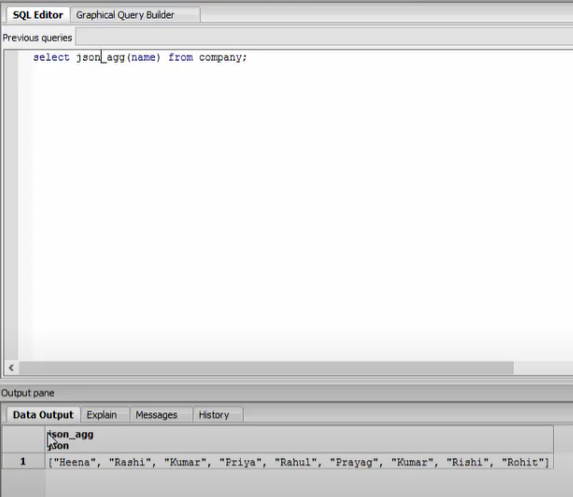 SQL Editor Graphical Query Builder
Previous queries
select json_agg(name) from company;
Output pane
Data Output Explain Messages History
json_agg
json
1 ["Heena", "Rashi", "Kumar", "Priya", "Rahul", "Prayag", "Kumar", "Rishi", "Rohit"]